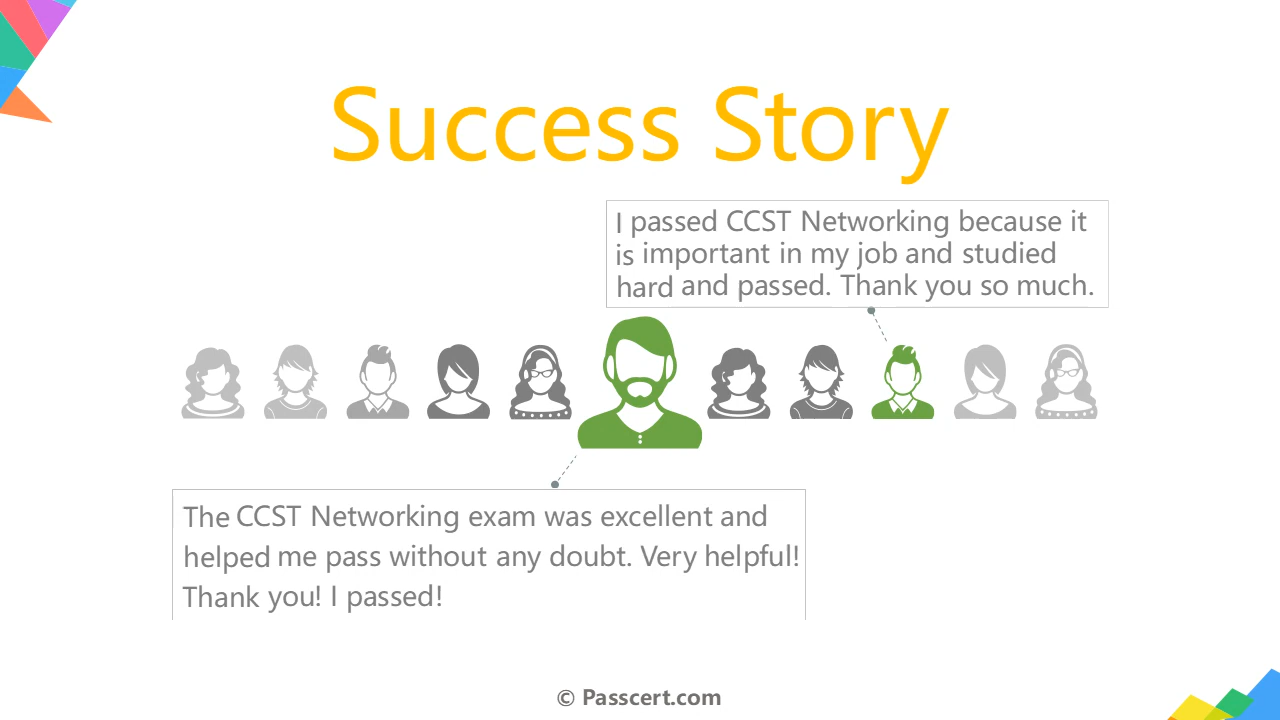 Success Story
I passed CCST Networking because it
is important in my job and studied
hard and passed. Thank you so much.
The CCST Networking exam was excellent and
helped me pass without any doubt. Very helpful!
Thank you! I passed!
© Passcert.com